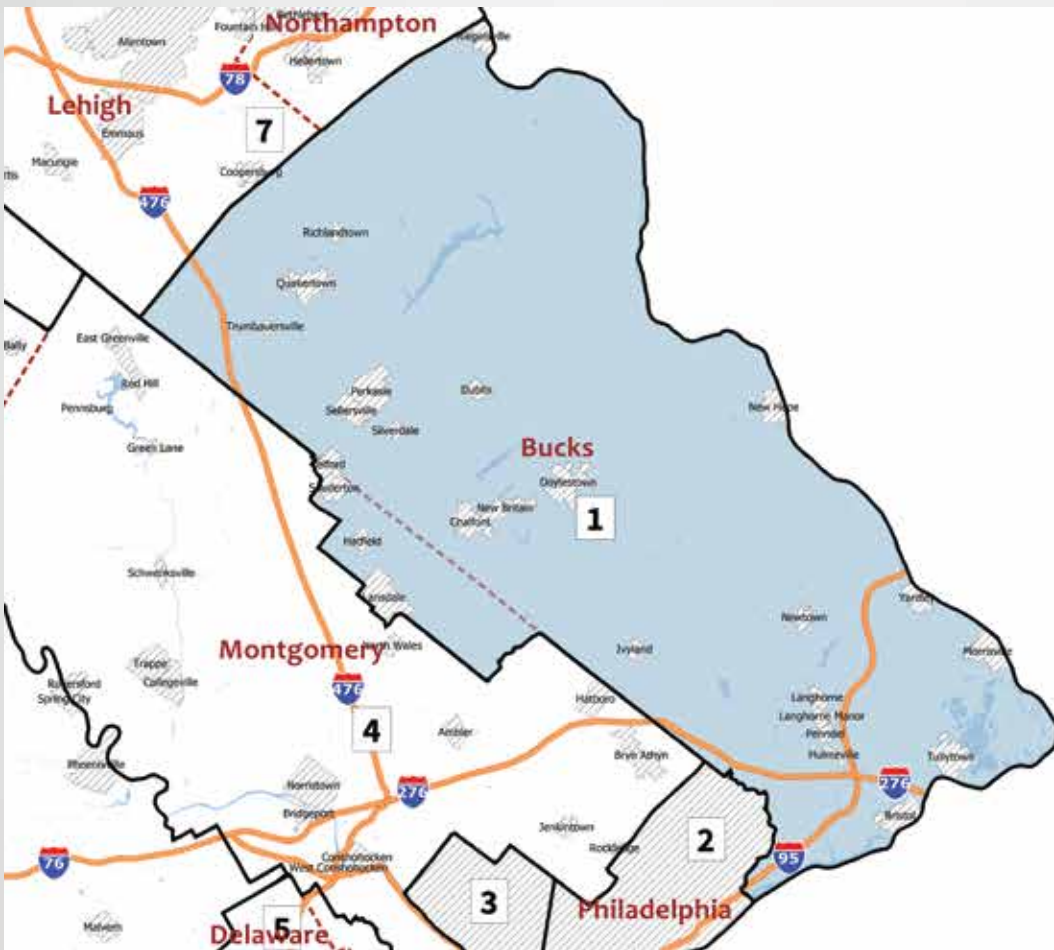 Bethlehem
Northampton
Allentown
Hellertown
78
Lehigh
7
Emmaus
Macungie
Coopersburg
476
Richlandtown
Quakertown
Trumbauersville
East Greenville
Bally
Red Hill
Pennsburg
Perkasie
Dublin
Sellersville
New Hope
Silverdale
Green Lane
Bucks
Telford
Doylestown
Souderton
New Britain
Chalfont
1
Hatfield
Schwenksville
Lansdale
Yardley
Newtown
North Wales
Montgomery
Ivyland
Morrisville
Trappe
Collegeville
Royersford
Spring City
476
Hatboro
Langhorne
4
Langhorne Manor
Ambler
Penndel
Bryn Athyn
Hulmeville
Tullytown
Phoenixville
Norristown
276
276
Bridgeport
Bristol
Jenkintown
2
Rockledge
76
Conshohocken
95
West Conshohocken
3
Philadelphia
5
Malvern
Delaware